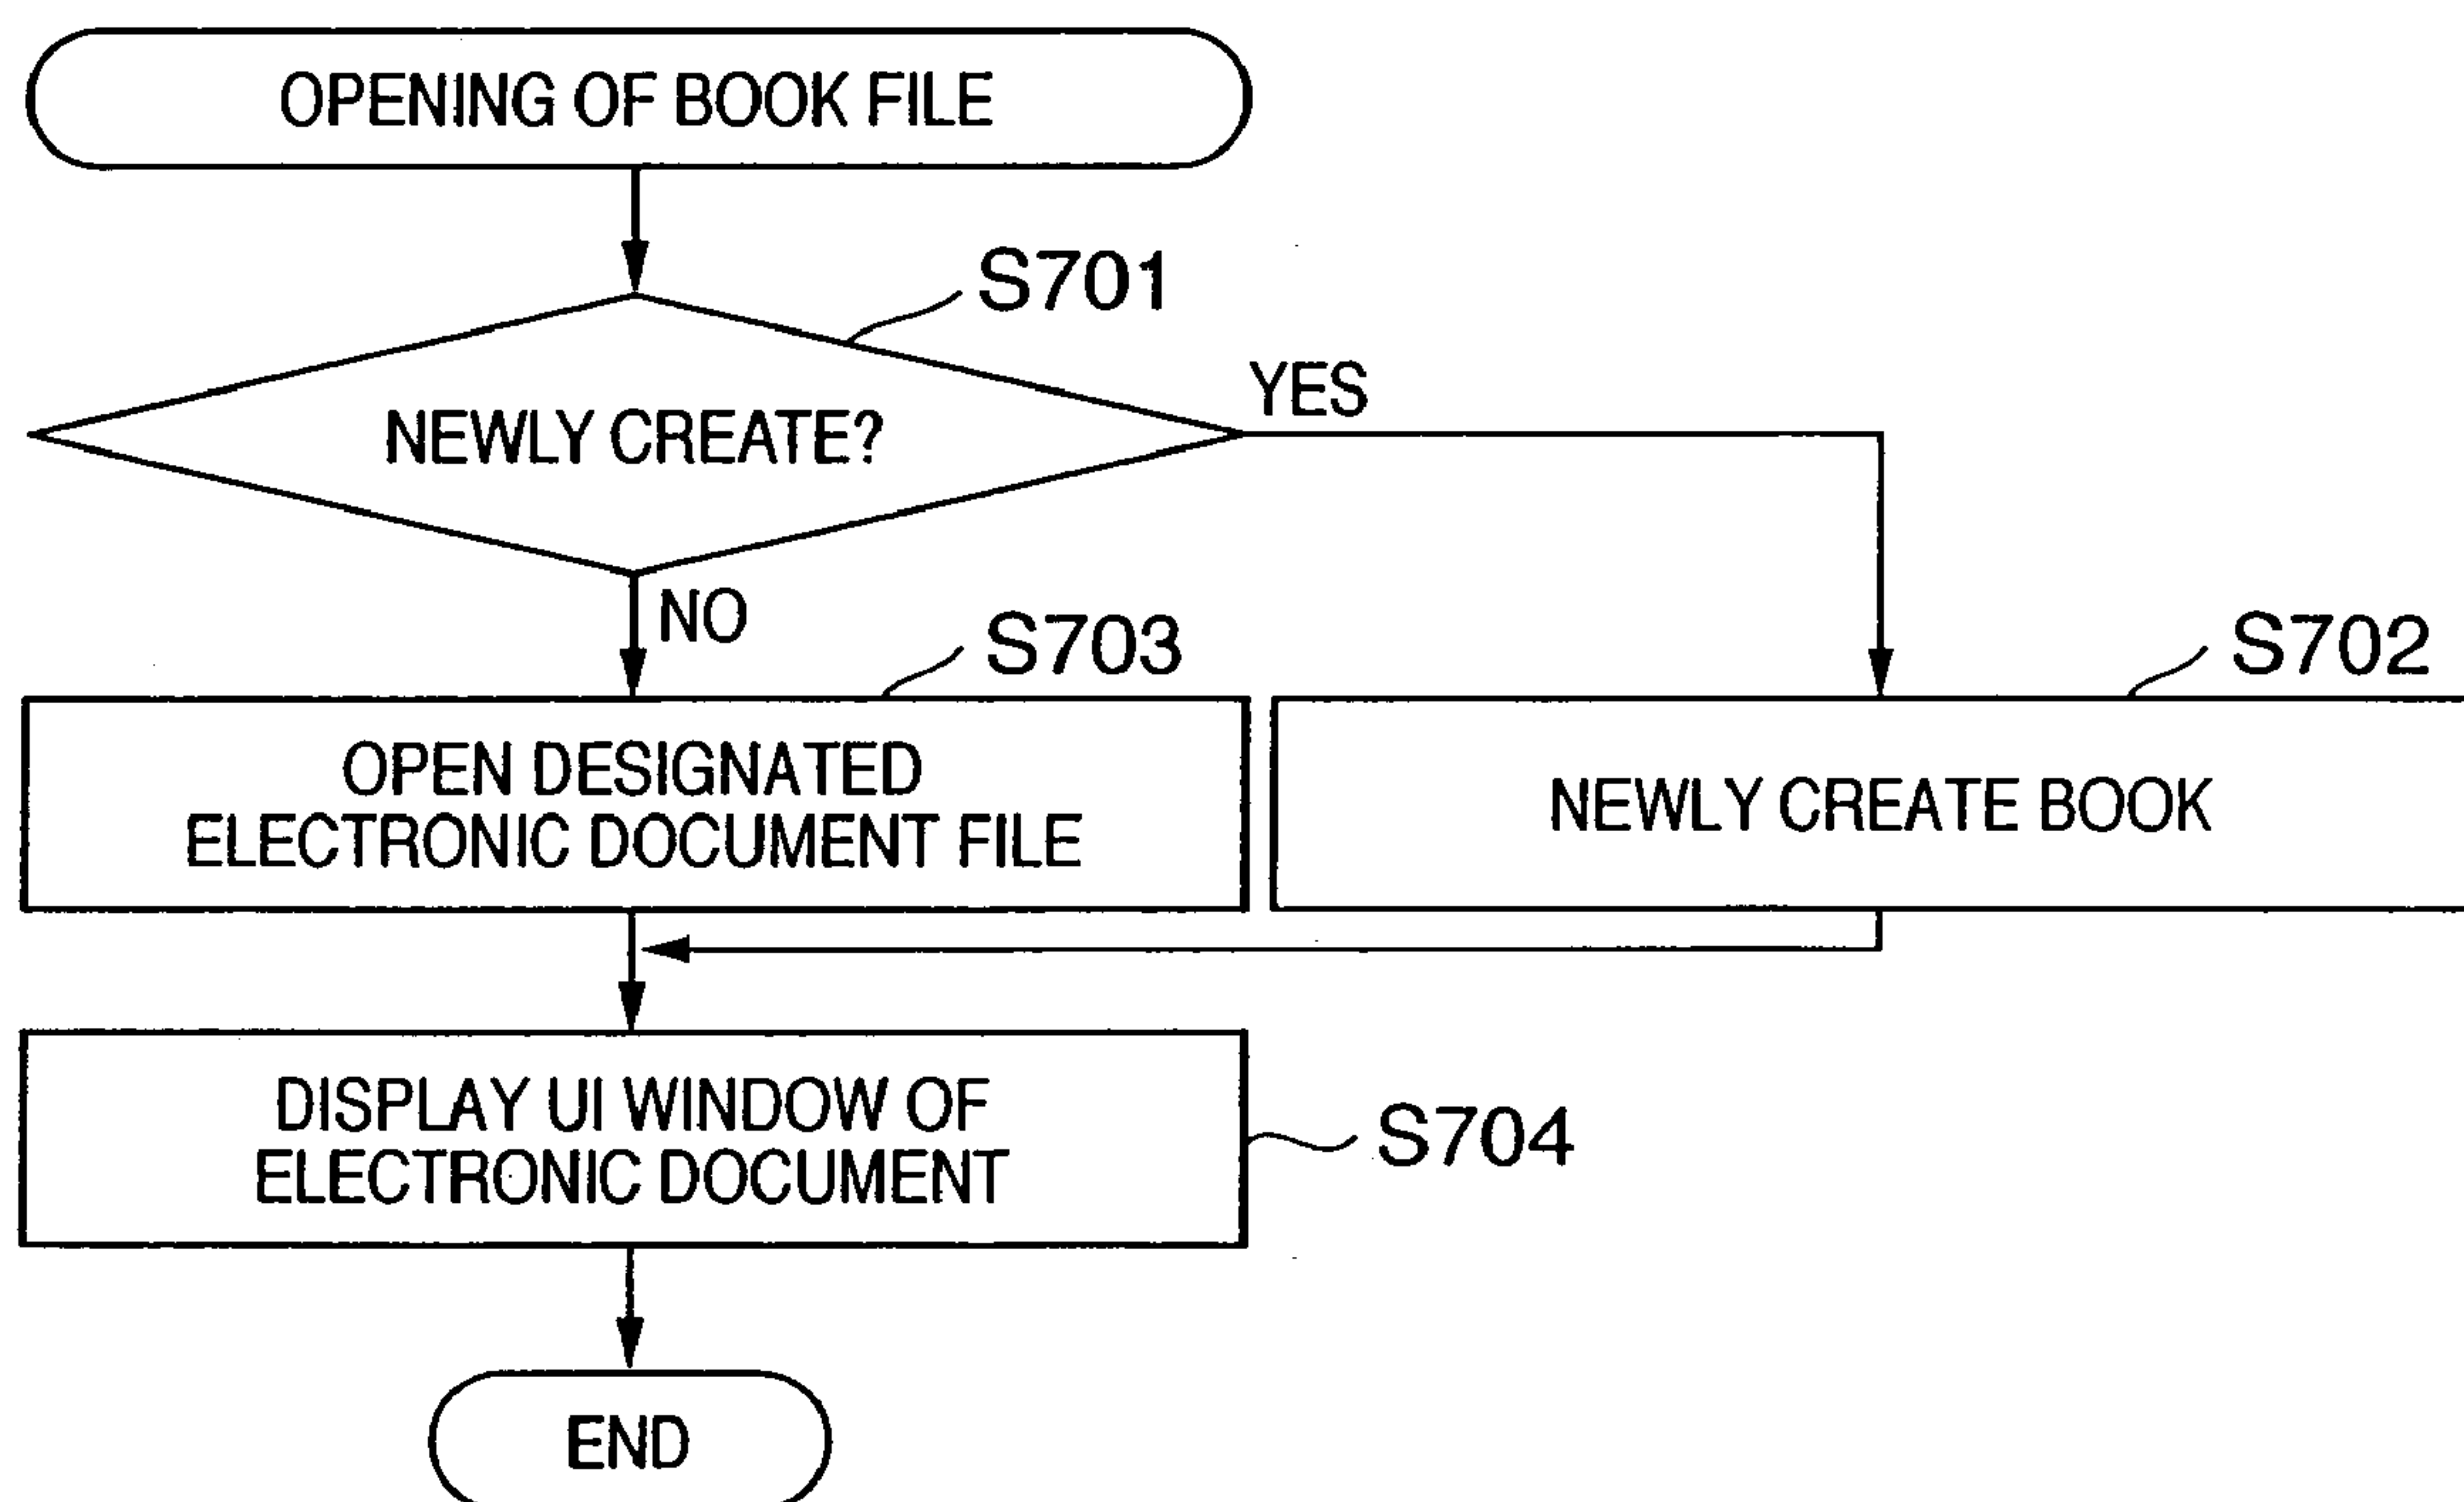 OPENING OF BOOK FILE
S701
NEWLY CREATE?
YES
NO
S703
S702
OPEN DESIGNATED
ELECTRONIC DOCUMENT FILE
NEWLY CREATE BOOK
DISPLAY UI WINDOW OF
ELECTRONIC DOCUMENT
S704
END